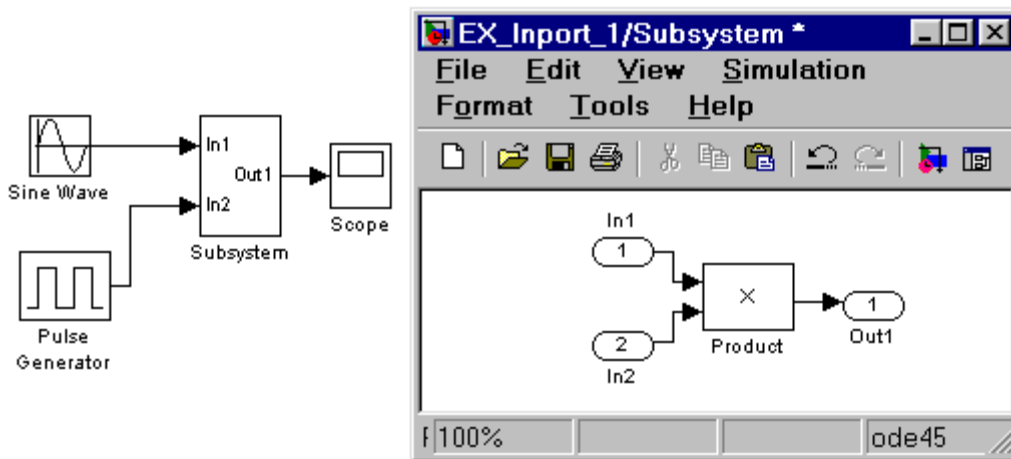 In1
Out1
In2
Sine Wave
Subsystem
Scope
Pulse
Generator
EX_Inport_1/Subsystem *
File Edit View Simulation
Format Tools Help
In1
1
×
1
2
Product
Out1
In2
100%
ode45